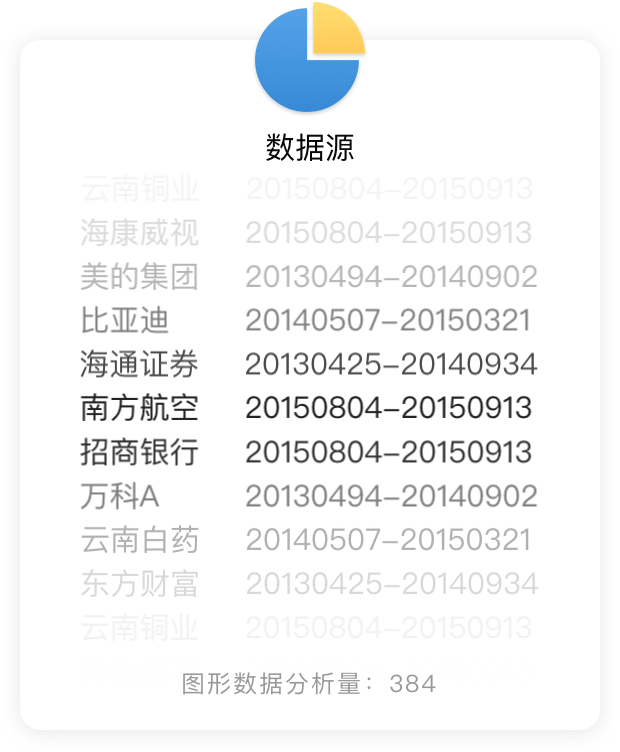 数据源
云南铜业 20150804-20150913
海康威视 20150804-20150913
美的集团 20130494-20140902
比亚迪 20140507-20150321
海通证券 20130425-20140934
南方航空 20150804-20150913
招商银行 20150804-20150913
万科A 20130494-20140902
云南白药 20140507-20150321
东方财富 20130425-20140934
云南铜业 20150804-20150913
图形数据分析量：384